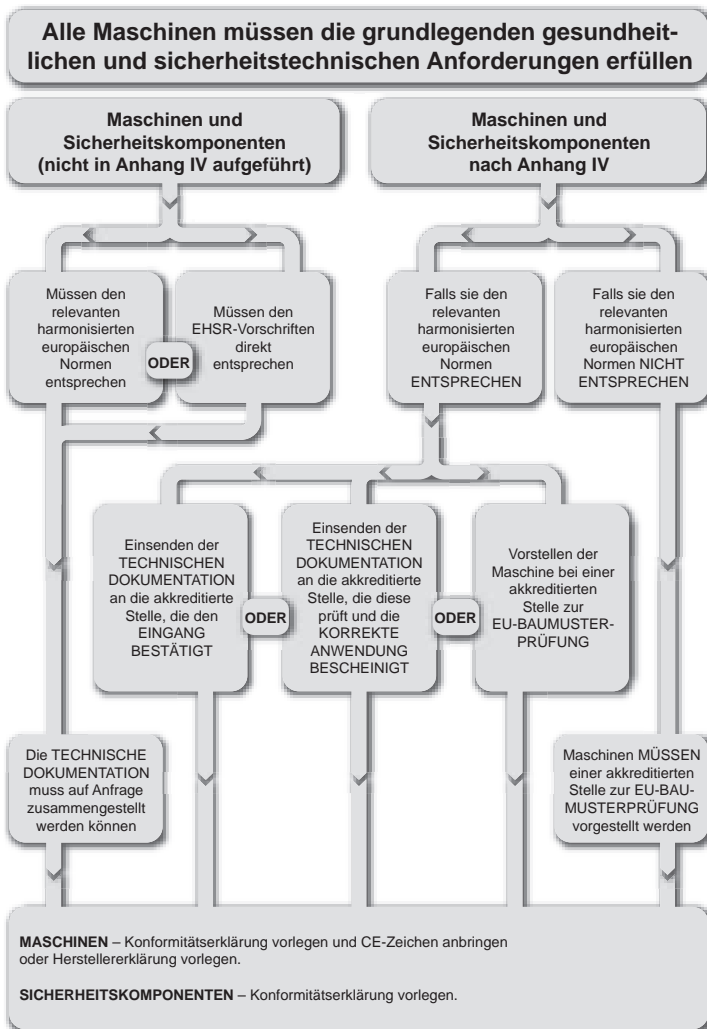 Alle Maschinen müssen die grundlegenden gesundheit-
lichen und sicherheitstechnischen Anforderungen erfüllen
Maschinen und
Sicherheitskomponenten
(nicht in Anhang IV aufgeführt)
Maschinen und
Sicherheitskomponenten
nach Anhang IV
Müssen den
relevanten
harmonisierten
europäischen
Normen
entsprechen
ODER
Müssen den
EHSR-Vorschriften
direkt
entsprechen
Falls sie den
relevanten
harmonisierten
europäischen
Normen
ENTSPRECHEN
Falls sie den
relevanten
harmonisierten
europäischen
Normen NICHT
ENTSPRECHEN
Einsenden der
TECHNISCHEN
DOKUMENTATION
an die akkreditierte
Stelle, die den
EINGANG
BESTÄTIGT
ODER
Einsenden der
TECHNISCHEN
DOKUMENTATION
an die akkreditierte
Stelle, die diese
prüft und die
KORREKTE
ANWENDUNG
BESCHEINIGT
ODER
Vorstellen der
Maschine bei einer
akkreditierten
Stelle zur
EU-BAUMUSTER-
PRÜFUNG
Die TECHNISCHE
DOKUMENTATION
muss auf Anfrage
zusammengestellt
werden können
Maschinen MÜSSEN
einer akkreditierten
Stelle zur EU-BAU-
MUSTERPRÜFUNG
vorgestellt werden
MASCHINEN – Konformitätserklärung vorlegen und CE-Zeichen anbringen
oder Herstellererklärung vorlegen.
SICHERHEITSKOMPONENTEN – Konformitätserklärung vorlegen.